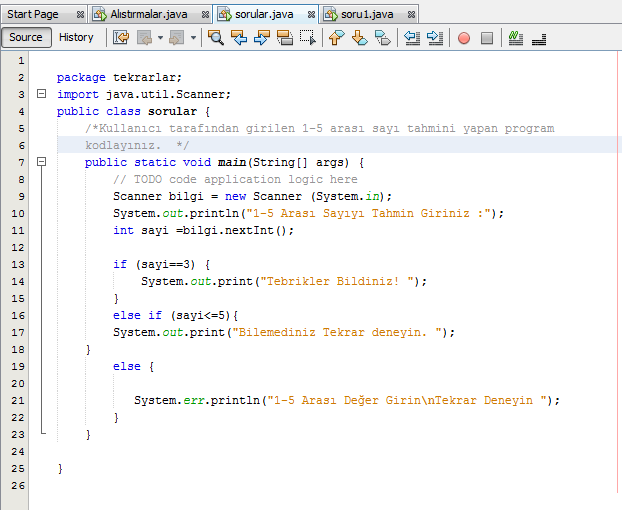 Start Page Alıstırmalar.java sorular.java soru1.java
Source History
1
2 package tekrarlar;
3 import java.util.Scanner;
4 public class sorular {
5 /*Kullanıcı tarafından girilen 1-5 arası sayı tahmini yapan program
6 kodlayınız. */
7 public static void main(String[] args) {
8 // TODO code application logic here
9 Scanner bilgi = new Scanner (System.in);
10 System.out.println("1-5 Arası Sayıyı Tahmin Giriniz :");
11 int sayi =bilgi.nextInt();
12
13 if (sayi==3) {
14 System.out.print("Tebrikler Bildiniz! ");
15 }
16 else if (sayi<=5){
17 System.out.print("Bilemediniz Tekrar deneyin. ");
18 }
19 else {
20
21 System.err.println("1-5 Arası Değer Girin\nTekrar Deneyin ");
22 }
23 }
24
25 }
26